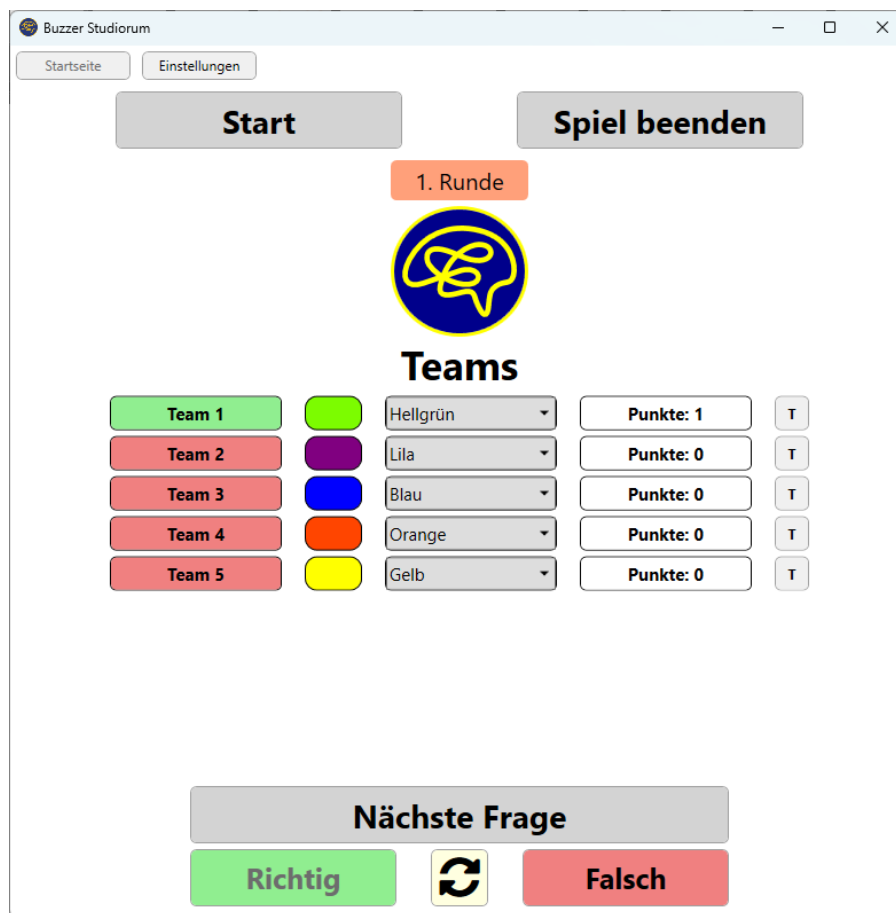 Buzzer Studiorum
Startseite Einstellungen
Start Spiel beenden
1. Runde
Teams
Team 1 Hellgrün Punkte: 1 T
Team 2 Lila Punkte: 0 T
Team 3 Blau Punkte: 0 T
Team 4 Orange Punkte: 0 T
Team 5 Gelb Punkte: 0 T
Nächste Frage
Richtig Falsch